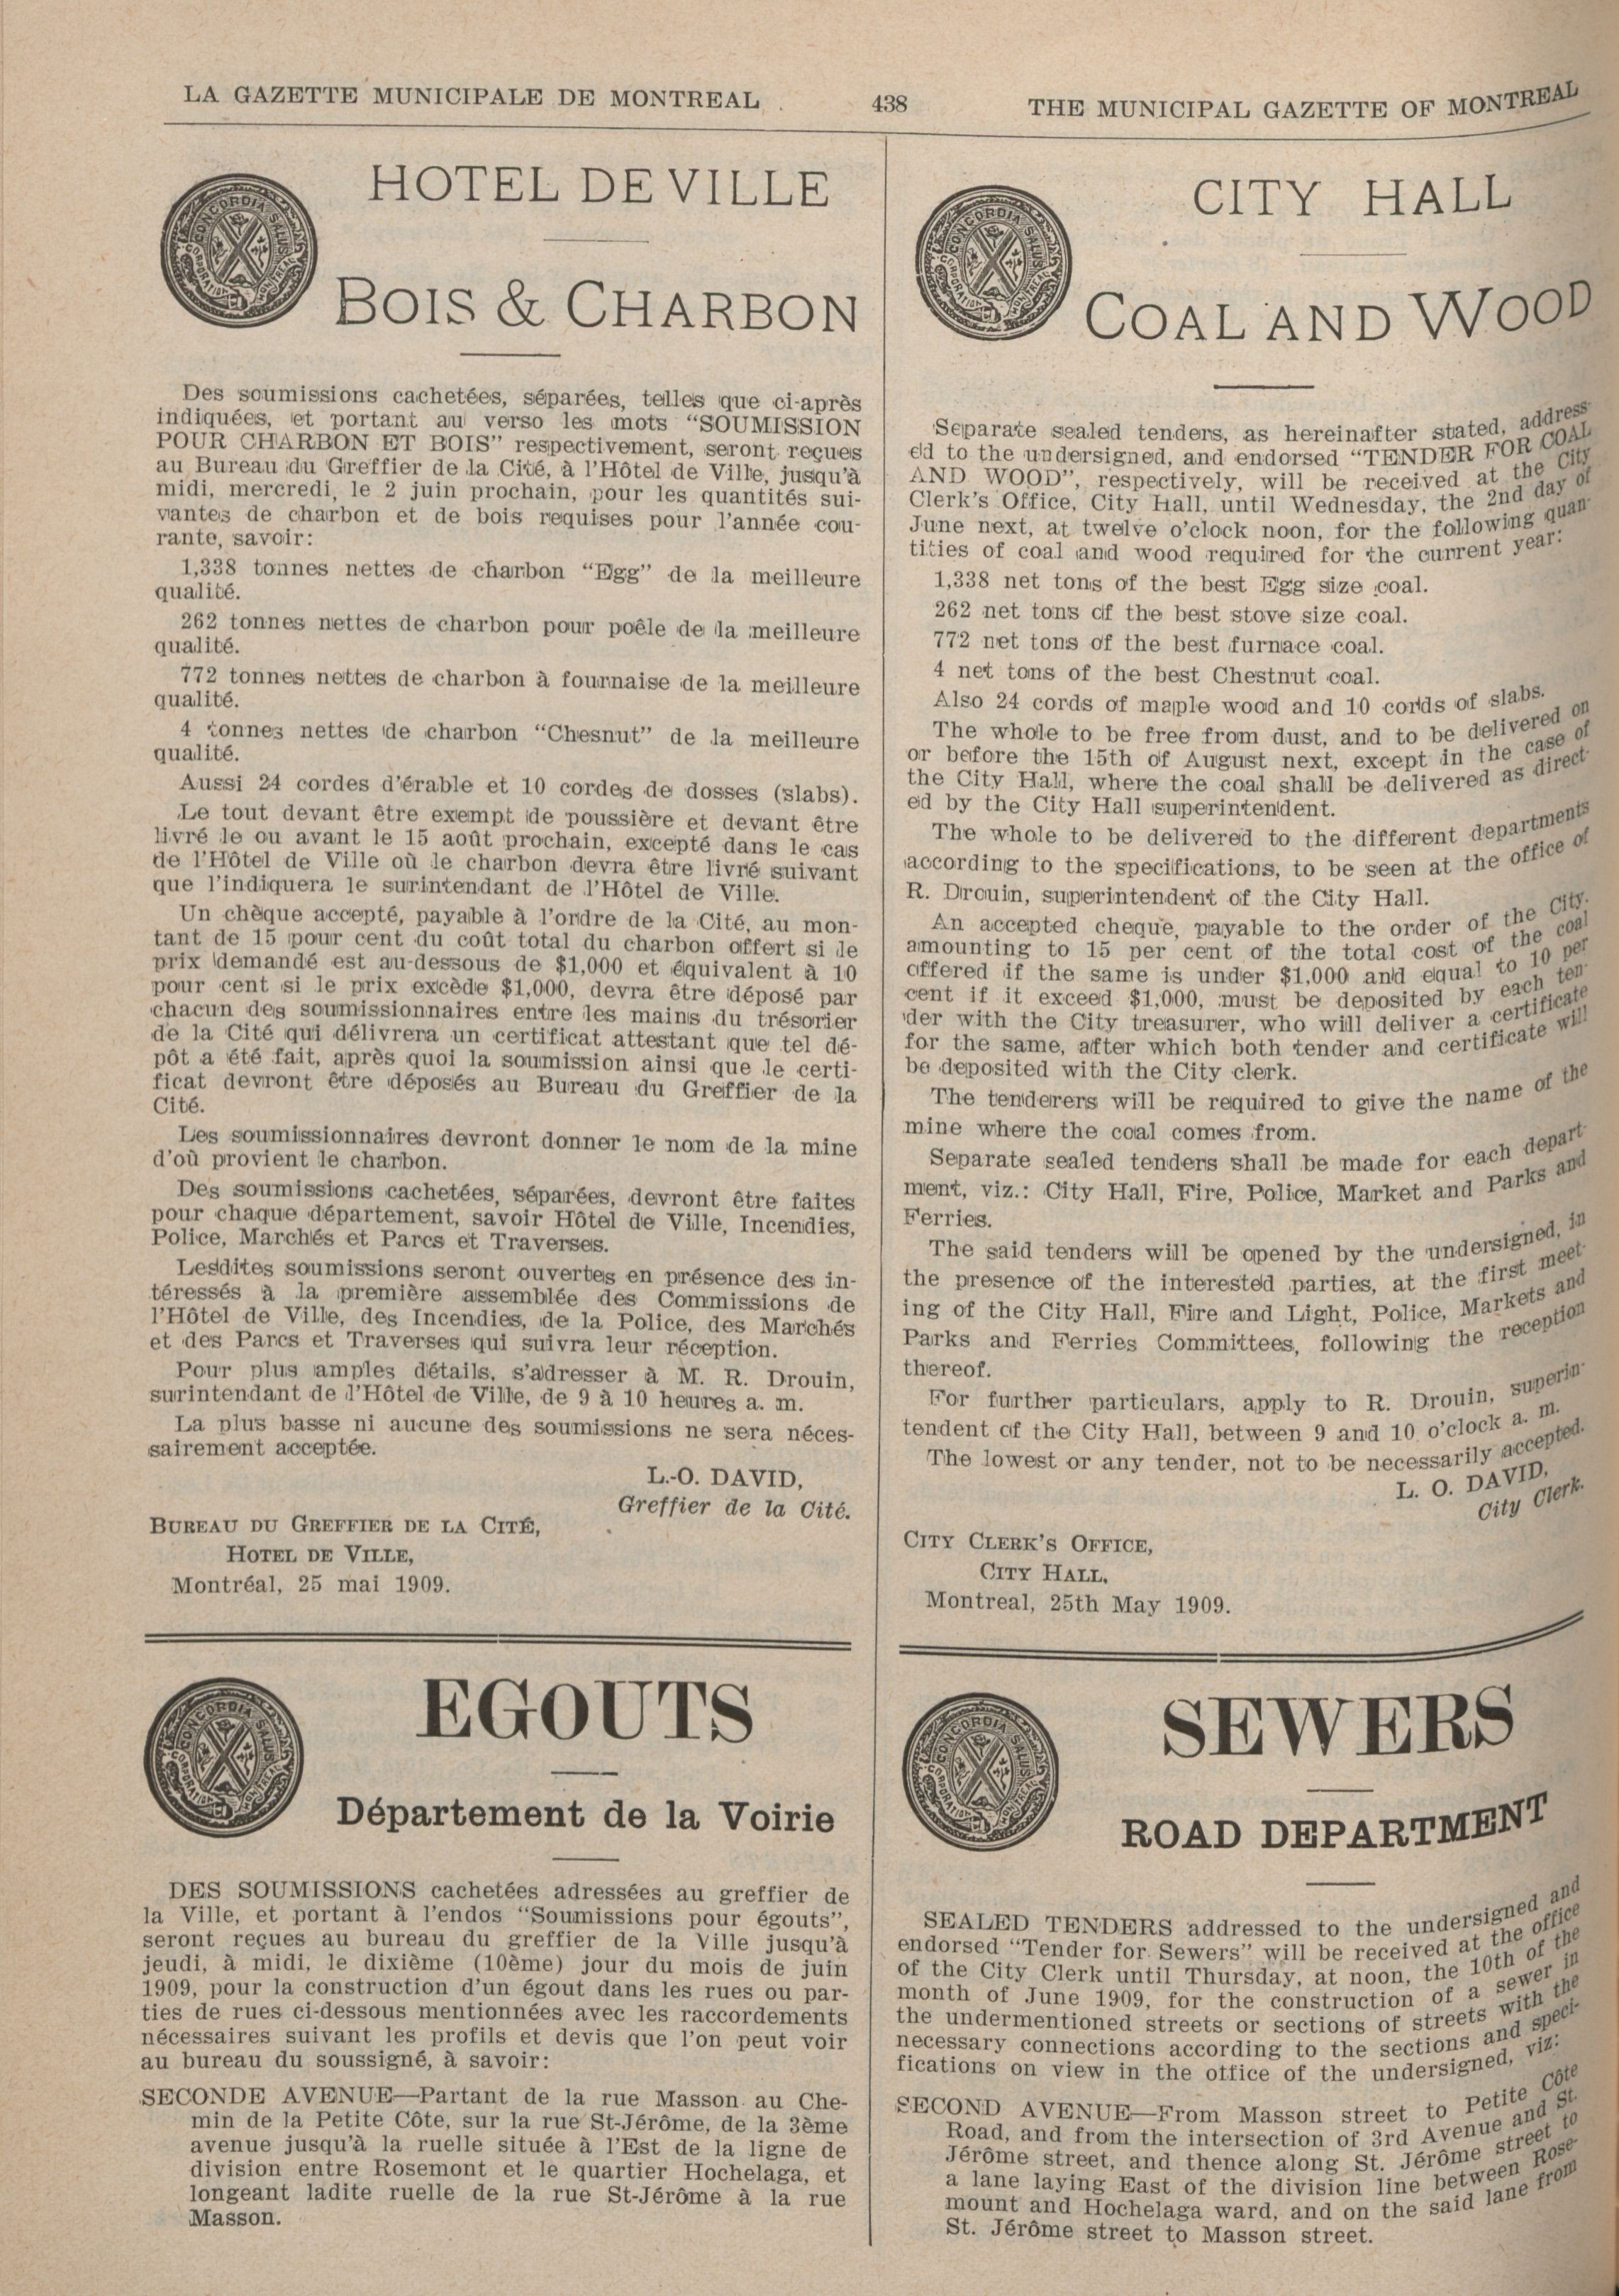 LA GAZETTE MUNICIPALE DE MONTREAL
438
THE MUNICIPAL GAZETTE OF MONTREAL
CONCORDIA SALUS
CORPORATION MONTREAL
HOTEL DE VILLE
BOIS & CHARBON
Des soumissions cachetées, séparées, telles que ci-après
indiquées, et portant au verso les mots “SOUMISSION
POUR CHARBON ET BOIS” respectivement, seront reçues
au Bureau du Greffier de la Cité, à l’Hôtel de Ville, jusqu’à
midi, mercredi, le 2 juin prochain, pour les quantités sui-
vantes de charbon et de bois requises pour l’année cou-
rante, savoir:
1,338 tonnes nettes de charbon “Egg” de la meilleure
qualité.
262 tonnes nettes de charbon pour poêle de la meilleure
qualité.
772 tonnes nettes de charbon à fournaise de la meilleure
qualité.
4 tonnes nettes de charbon “Chesnut” de la meilleure
qualité.
Aussi 24 cordes d’érable et 10 cordes de dosses (slabs).
Le tout devant être exempt de poussière et devant être
livré le ou avant le 15 août prochain, excepté dans le cas
de l’Hôtel de Ville où le charbon devra être livré suivant
que l’indiquera le surintendant de l’Hôtel de Ville.
Un chèque accepté, payable à l’ordre de la Cité, au mon-
tant de 15 pour cent du coût total du charbon offert si le
prix demandé est au-dessous de $1,000 et équivalent à 10
pour cent si le prix excède $1,000, devra être déposé par
chacun des soumissionnaires entre les mains du trésorier
de la Cité qui délivrera un certificat attestant que tel dé-
pôt a été fait, après quoi la soumission ainsi que le certi-
ficat devront être déposés au Bureau du Greffier de la
Cité.
Les soumissionnaires devront donner le nom de la mine
d’où provient le charbon.
Des soumissions cachetées, séparées, devront être faites
pour chaque département, savoir Hôtel de Ville, Incendies,
Police, Marchés et Parcs et Traverses.
Lesdites soumissions seront ouvertes en présence des in-
téressés à la première assemblée des Commissions de
l’Hôtel de Ville, des Incendies, de la Police, des Marchés
et des Parcs et Traverses qui suivra leur réception.
Pour plus amples détails, s’adresser à M. R. Drouin,
surintendant de l’Hôtel de Ville, de 9 à 10 heures a. m.
La plus basse ni aucune des soumissions ne sera néces-
sairement acceptée.
L.-O. DAVID,
Greffier de la Cité.
BUREAU DU GREFFIER DE LA CITÉ,
HOTEL DE VILLE,
Montréal, 25 mai 1909.
CONCORDIA SALUS
CORPORATION MONTREAL
EGOUTS
Département de la Voirie
DES SOUMISSIONS cachetées adressées au greffier de
la Ville, et portant à l’endos “Soumissions pour égouts”,
seront reçues au bureau du greffier de la Ville jusqu’à
jeudi, à midi, le dixième (10ème) jour du mois de juin
1909, pour la construction d’un égout dans les rues ou par-
ties de rues ci-dessous mentionnées avec les raccordements
nécessaires suivant les profils et devis que l’on peut voir
au bureau du soussigné, à savoir:
SECONDE AVENUE—Partant de la rue Masson au Che-
min de la Petite Côte, sur la rue St-Jérôme, de la 3ème
avenue jusqu’à la ruelle située à l’Est de la ligne de
division entre Rosemont et le quartier Hochelaga, et
longeant ladite ruelle de la rue St-Jérôme à la rue
Masson.
CONCORDIA SALUS
CORPORATION MONTREAL
CITY HALL
COAL AND WOOD
Separate sealed tenders, as hereinafter stated, address-
ed to the undersigned, and endorsed “TENDER FOR COAL
AND WOOD”, respectively, will be received at the City
Clerk’s Office, City Hall, until Wednesday, the 2nd day of
June next, at twelve o’clock noon, for the following quan-
tities of coal and wood required for the current year:
1,338 net tons of the best Egg size coal.
262 net tons of the best stove size coal.
772 net tons of the best furnace coal.
4 net tons of the best Chestnut coal.
Also 24 cords of maple wood and 10 cords of slabs.
The whole to be free from dust, and to be delivered on
or before the 15th of August next, except in the case of
the City Hall, where the coal shall be delivered as direct-
ed by the City Hall superintendent.
The whole to be delivered to the different departments
according to the specifications, to be seen at the office of
R. Drouin, superintendent of the City Hall.
An accepted cheque, payable to the order of the City.
amounting to 15 per cent of the total cost of the coal
offered if the same is under $1,000 and equal to 10 per
cent if it exceed $1,000, must be deposited by each ten-
der with the City treasurer, who will deliver a certificate
for the same, after which both tender and certificate will
be deposited with the City clerk.
The tenderers will be required to give the name of the
mine where the coal comes from.
Separate sealed tenders shall be made for each depart-
ment, viz.: City Hall, Fire, Police, Market and Parks and
Ferries.
The said tenders will be opened by the undersigned, in
the presence of the interested parties, at the first meet-
ing of the City Hall, Fire and Light, Police, Markets and
Parks and Ferries Committees, following the reception
thereof.
For further particulars, apply to R. Drouin, superin-
tendent of the City Hall, between 9 and 10 o’clock a. m.
The lowest or any tender, not to be necessarily accepted.
L. O. DAVID,
City Clerk.
CITY CLERK’S OFFICE,
CITY HALL,
Montreal, 25th May 1909.
CONCORDIA SALUS
CORPORATION MONTREAL
SEWERS
ROAD DEPARTMENT
SEALED TENDERS addressed to the undersigned and
endorsed “Tender for Sewers” will be received at the office
of the City Clerk until Thursday, at noon, the 10th of the
month of June 1909, for the construction of a sewer in
the undermentioned streets or sections of streets with the
necessary connections according to the sections and speci-
fications on view in the office of the undersigned, viz:
SECOND AVENUE—From Masson street to Petite Côte
Road, and from the intersection of 3rd Avenue and St.
Jérôme street, and thence along St. Jérôme street to
a lane laying East of the division line between Rose-
mount and Hochelaga ward, and on the said lane from
St. Jérôme street to Masson street.